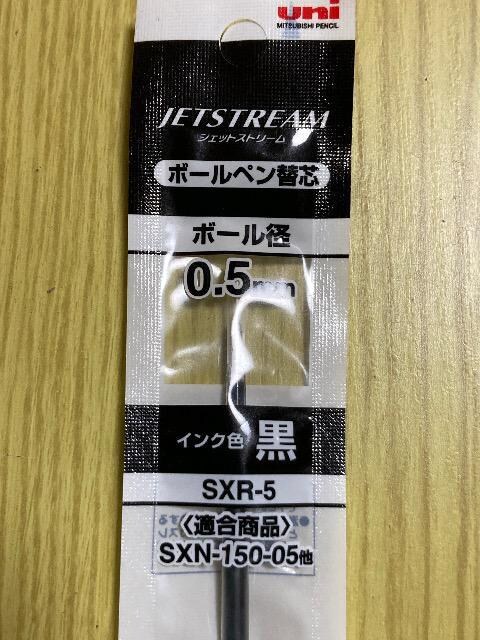 uni
MITSUBISHI PENCIL
JETSTREAM
ジェットストリーム
ボールペン替芯
ボール径
0.5mm
インク色 黒
SXR-5
〈適合商品〉
SXN-150-05他